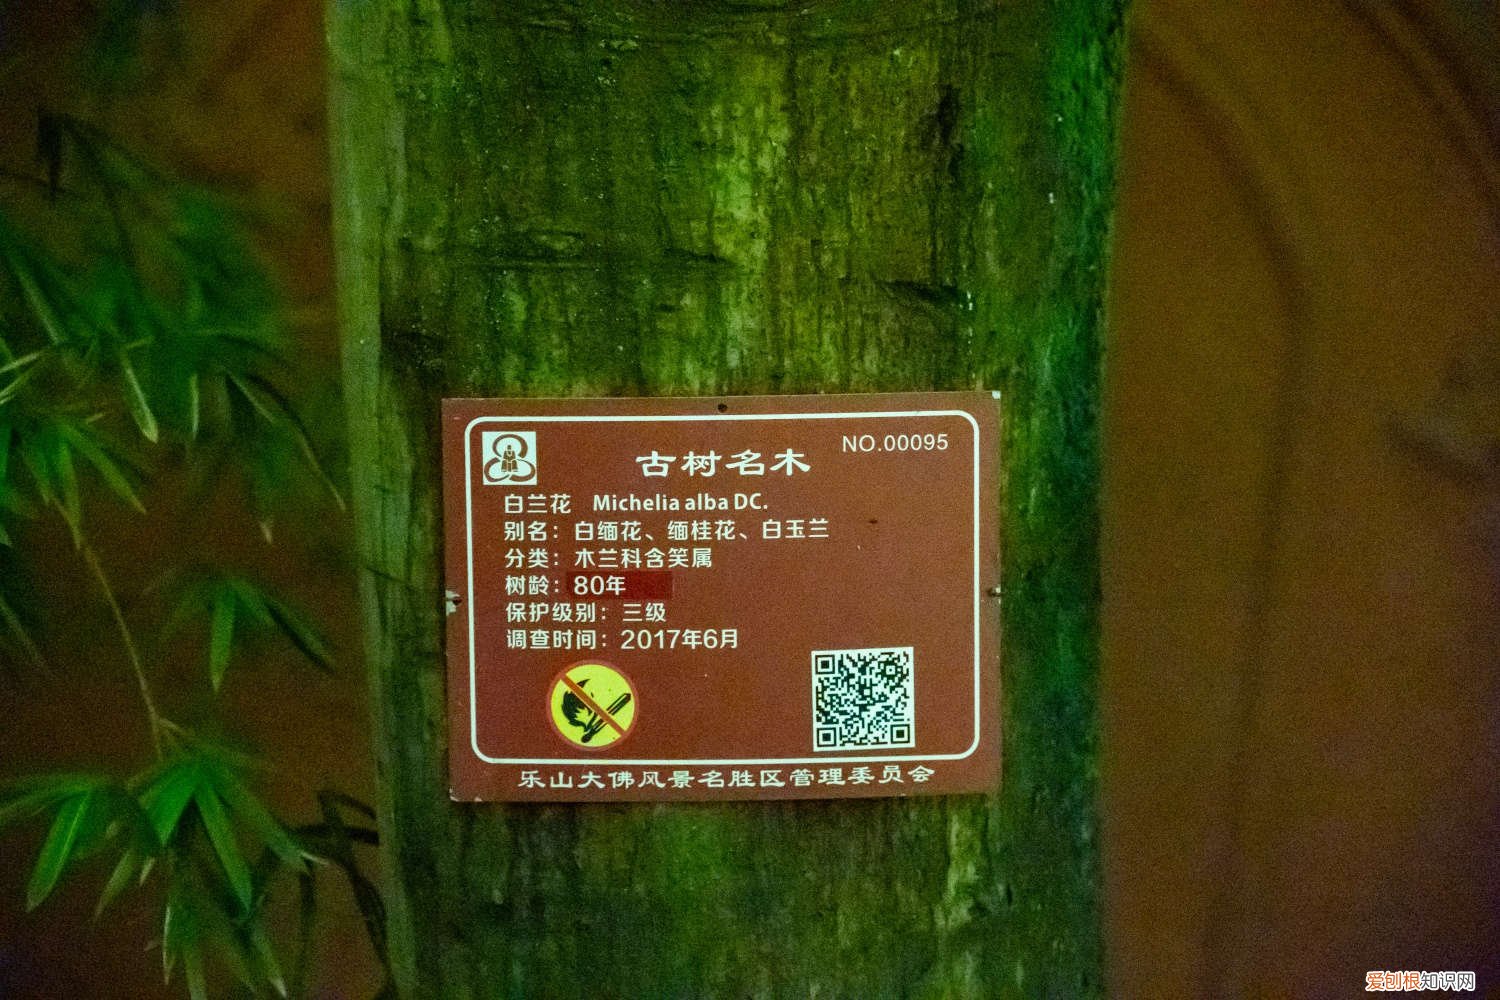 古树名木
NO.00095
白兰花 Michelia alba DC.
别名：白缅花、缅桂花、白玉兰
分类：木兰科含笑属
树龄：80年
保护级别：三级
调查时间：2017年6月
乐山大佛风景名胜区管理委员会
爱刨根知识网